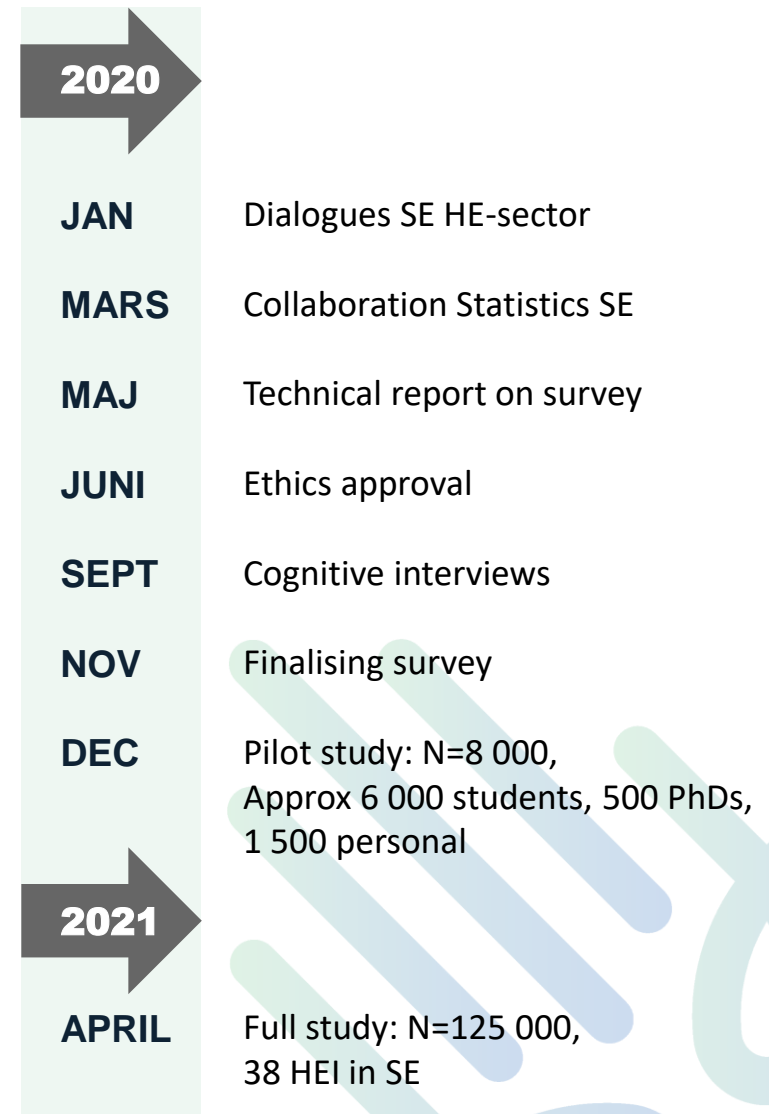 2020
JAN Dialogues SE HE-sector
MARS Collaboration Statistics SE
MAJ Technical report on survey
JUNI Ethics approval
SEPT Cognitive interviews
NOV Finalising survey
DEC Pilot study: N=8 000,
Approx 6 000 students, 500 PhDs,
1 500 personal
2021
APRIL Full study: N=125 000,
38 HEI in SE